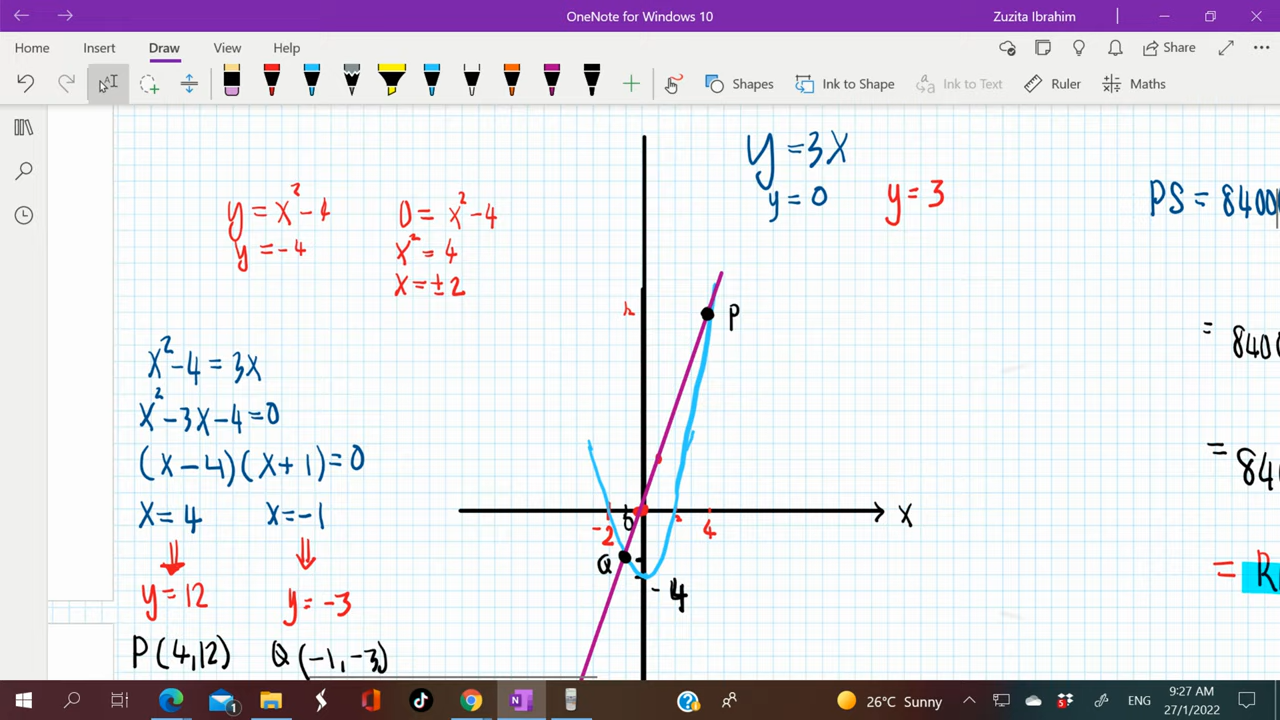 OneNote for Windows 10
Zuzita Ibrahim
Home Insert Draw View Help
Share
Shapes
Ink to Shape
Ink to Text
Ruler
Maths
y = 3x
y = 0
y = 3
y = x² - 4
y = -4
0 = x² - 4
x² = 4
x = ± 2
PS = 8400
x² - 4 = 3x
x² - 3x - 4 = 0
(x - 4)(x + 1) = 0
x = 4
x = -1
y = 12
y = -3
P(4,12)
Q(-1,-3)
P
Q
-2
2
4
x
-4
= 8400
= 840
= R
26°C Sunny
ENG
9:27 AM
27/1/2022